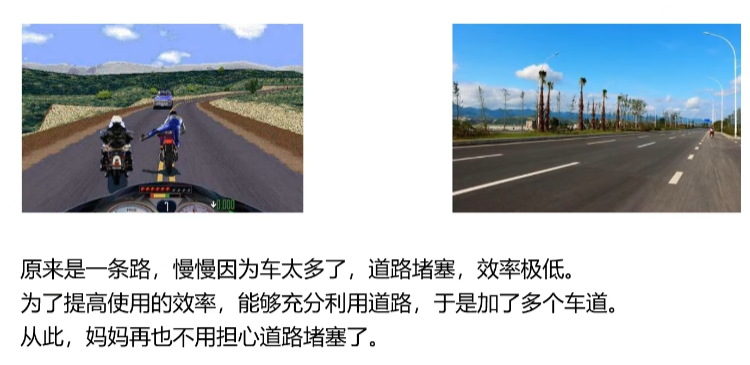 7
0.000
原来是一条路，慢慢因为车太多了，道路堵塞，效率极低。
为了提高使用的效率，能够充分利用道路，于是加了多个车道。
从此，妈妈再也不用担心道路堵塞了。